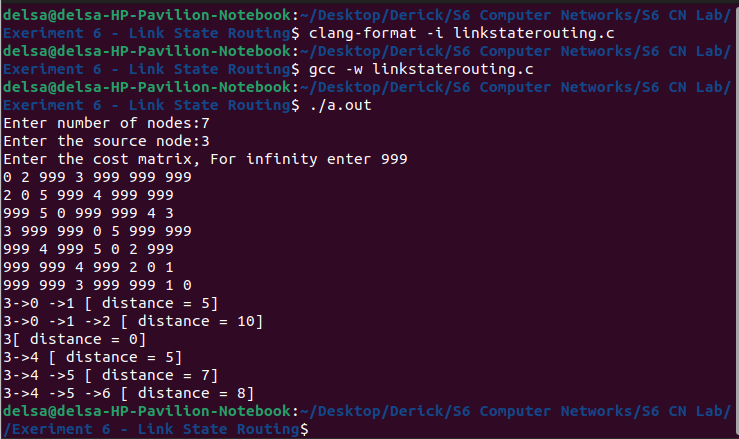 delsa@delsa-HP-Pavilion-Notebook:~/Desktop/Derick/S6 Computer Networks/S6 CN Lab/
Exeriment 6 - Link State Routing$ clang-format -i linkstaterouting.c
delsa@delsa-HP-Pavilion-Notebook:~/Desktop/Derick/S6 Computer Networks/S6 CN Lab/
Exeriment 6 - Link State Routing$ gcc -w linkstaterouting.c
delsa@delsa-HP-Pavilion-Notebook:~/Desktop/Derick/S6 Computer Networks/S6 CN Lab/
Exeriment 6 - Link State Routing$ ./a.out
Enter number of nodes:7
Enter the source node:3
Enter the cost matrix, For infinity enter 999
0 2 999 3 999 999 999
2 0 5 999 4 999 999
999 5 0 999 999 4 3
3 999 999 0 5 999 999
999 4 999 5 0 2 999
999 999 4 999 2 0 1
999 999 3 999 999 1 0
3->0 ->1 [ distance = 5]
3->0 ->1 ->2 [ distance = 10]
3[ distance = 0]
3->4 [ distance = 5]
3->4 ->5 [ distance = 7]
3->4 ->5 ->6 [ distance = 8]
delsa@delsa-HP-Pavilion-Notebook:~/Desktop/Derick/S6 Computer Networks/S6 CN Lab/
/Exeriment 6 - Link State Routing$